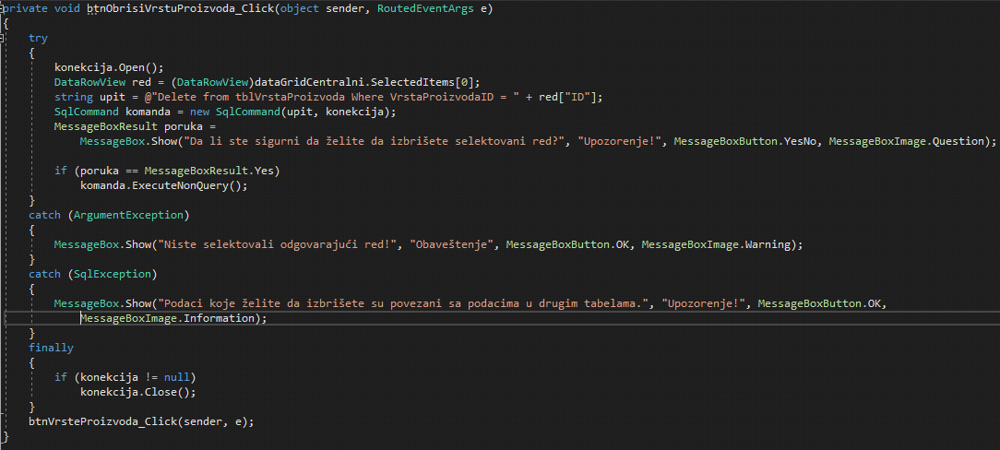 private void btnObrisiVrstuProizvoda_Click(object sender, RoutedEventArgs e)
{
try
{
konekcija.Open();
DataRowView red = (DataRowView)dataGridCentralni.SelectedItems[0];
string upit = @"Delete from tblVrstaProizvoda Where VrstaProizvodaID = " + red["ID"];
SqlCommand komanda = new SqlCommand(upit, konekcija);
MessageBoxResult poruka =
MessageBox.Show("Da li ste sigurni da želite da izbrišete selektovani red?", "Upozorenje!", MessageBoxButton.YesNo, MessageBoxImage.Question);
if (poruka == MessageBoxResult.Yes)
komanda.ExecuteNonQuery();
}
catch (ArgumentException)
{
MessageBox.Show("Niste selektovali odgovarajući red!", "Obaveštenje", MessageBoxButton.OK, MessageBoxImage.Warning);
}
catch (SqlException)
{
MessageBox.Show("Podaci koje želite da izbrišete su povezani sa podacima u drugim tabelama.", "Upozorenje!", MessageBoxButton.OK,
MessageBoxImage.Information);
}
finally
{
if (konekcija != null)
konekcija.Close();
}
btnVrsteProizvoda_Click(sender, e);
}